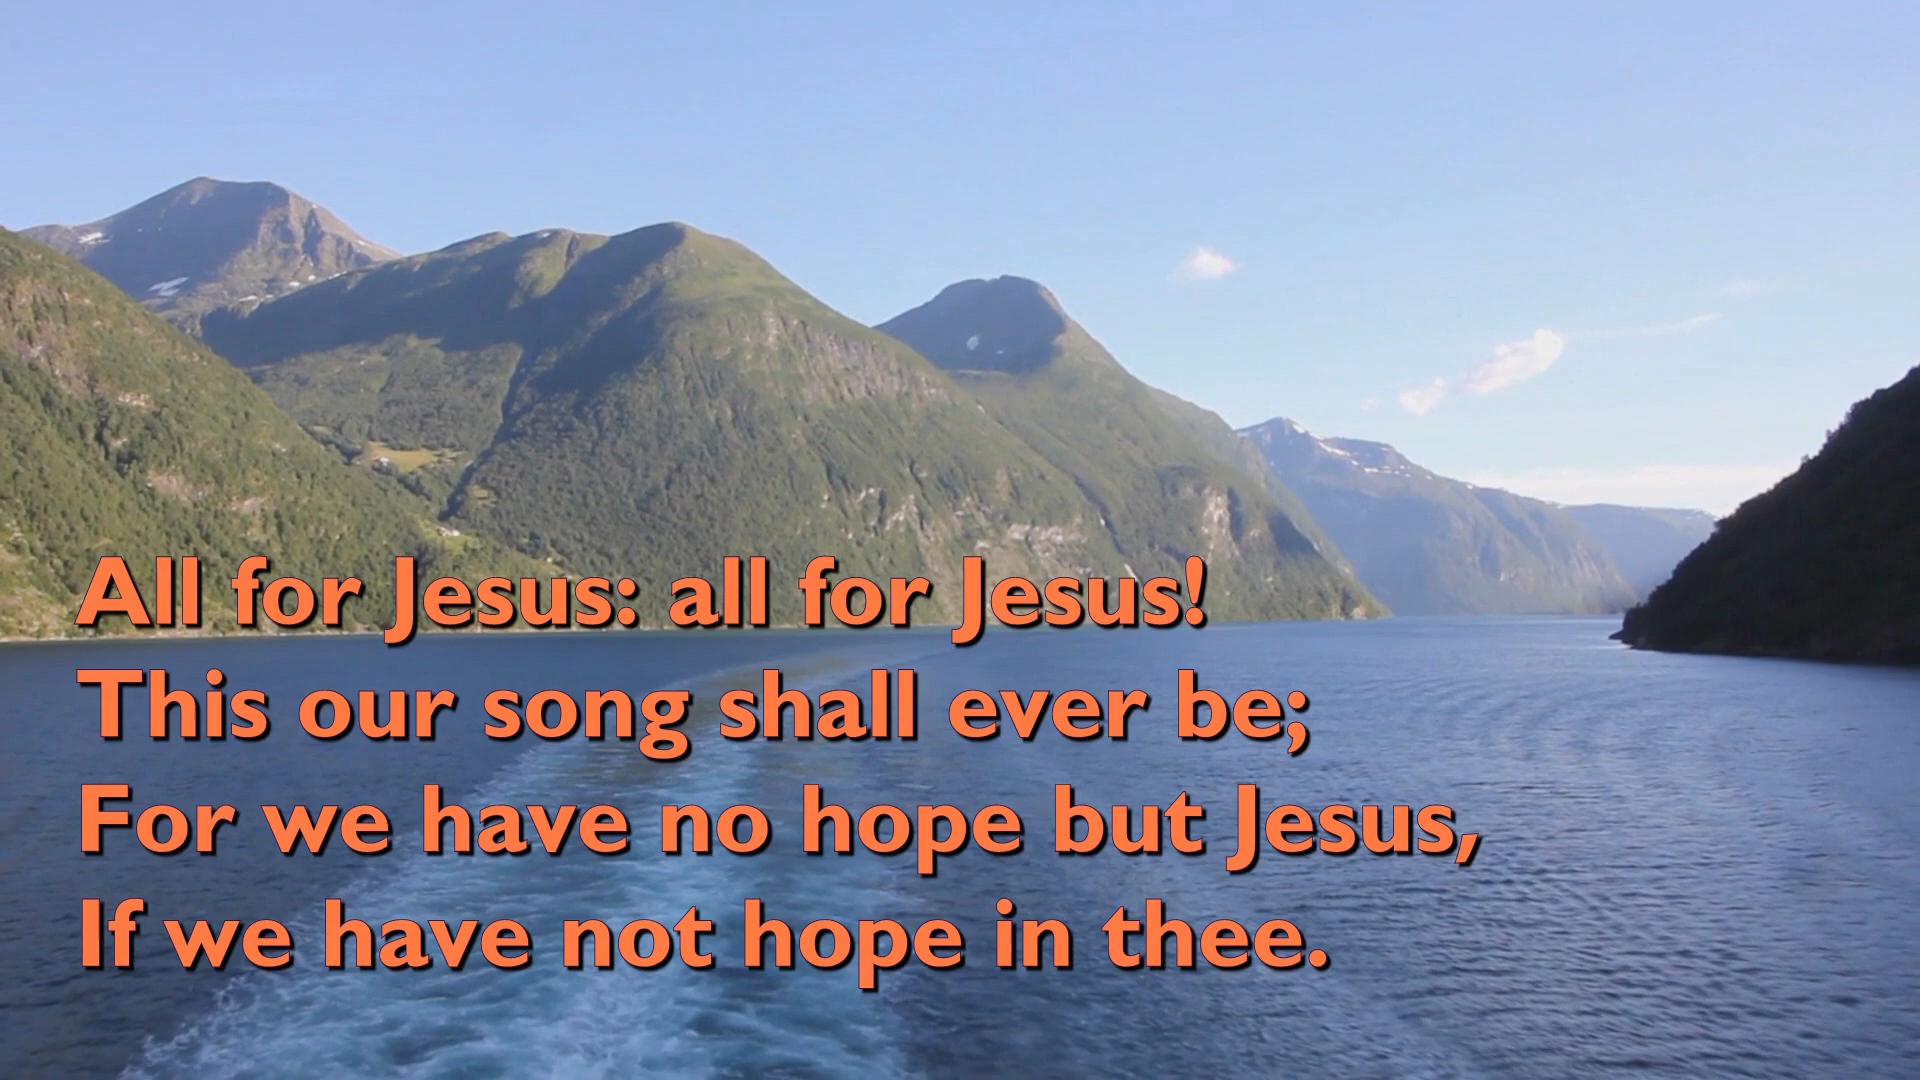 All for Jesus: all for Jesus!
This our song shall ever be;
For we have no hope but Jesus,
If we have not hope in thee.